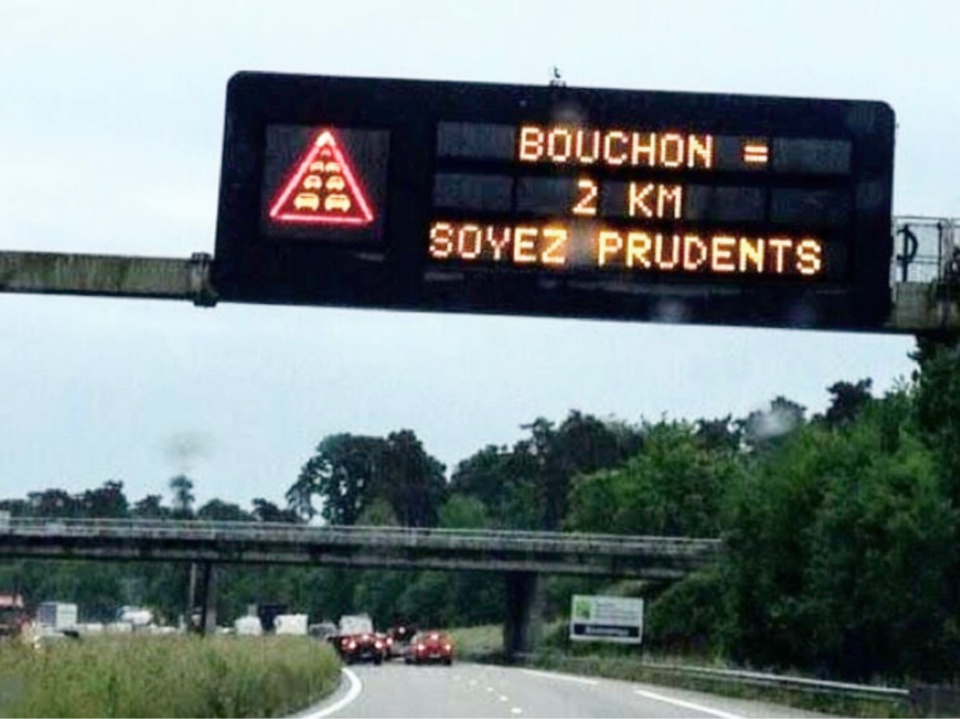 BOUCHON =
2 KM
SOYEZ PRUDENTS